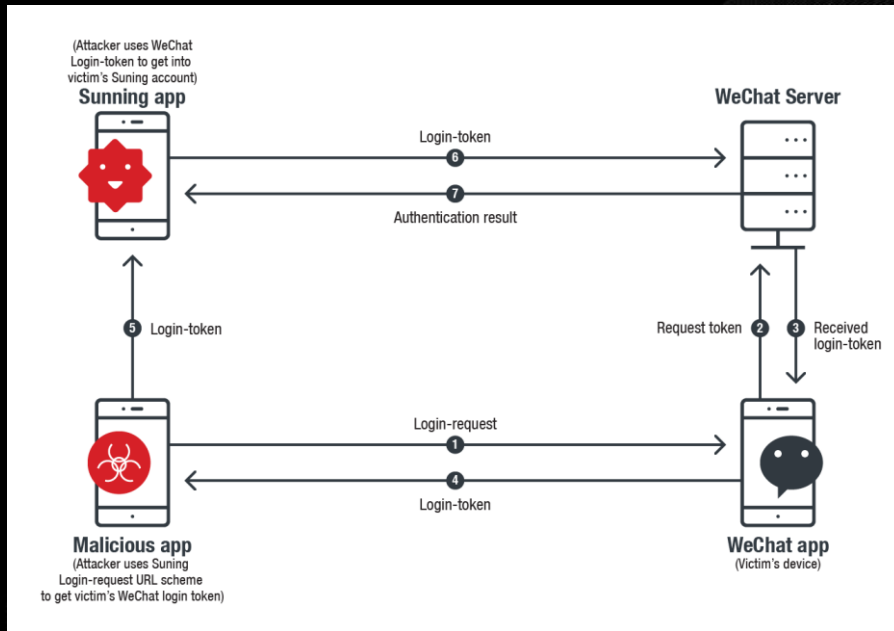 (Attacker uses WeChat
Login-token to get into
victim's Suning account)
Sunning app
WeChat Server
Login-token
6
7
Authentication result
5 Login-token
Request token 2
3 Received
login-token
Login-request
1
4
Login-token
Malicious app
(Attacker uses Suning
Login-request URL scheme
to get victim's WeChat login token)
WeChat app
(Victim's device)